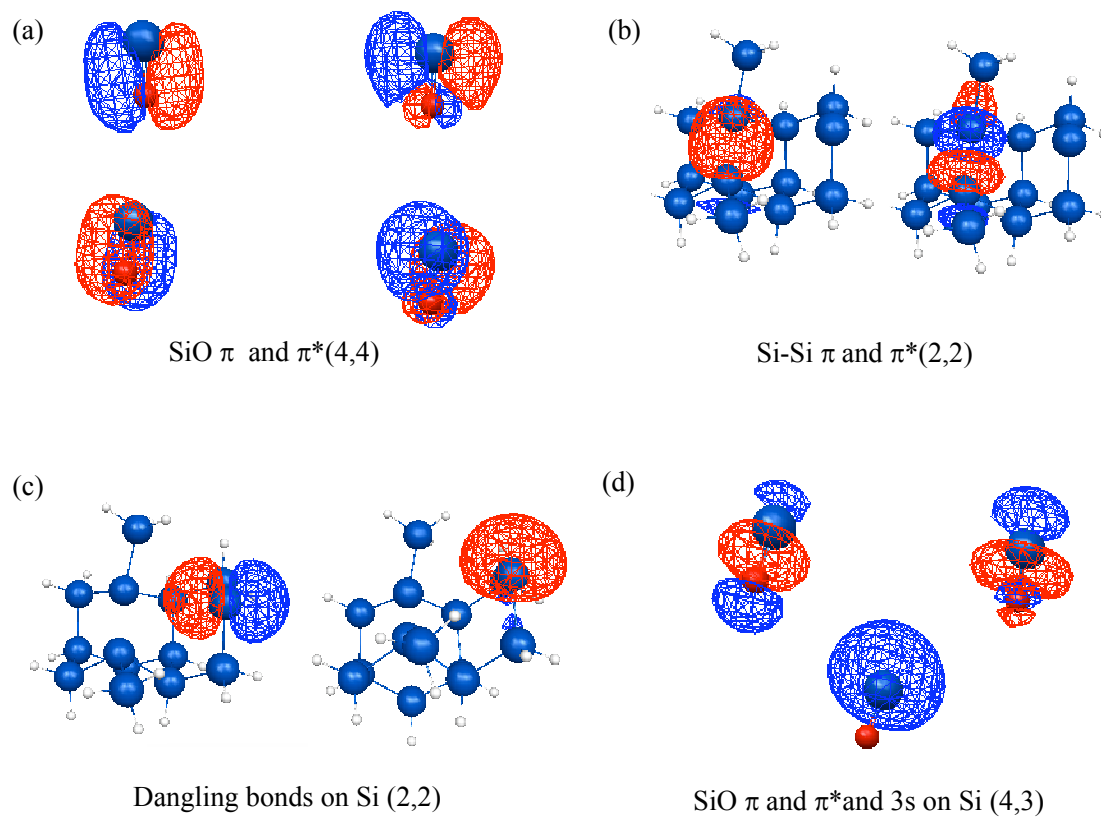 (a)
(b)
SiO π and π*(4,4)
Si-Si π and π*(2,2)
(c)
(d)
Dangling bonds on Si (2,2)
SiO π and π*and 3s on Si (4,3)